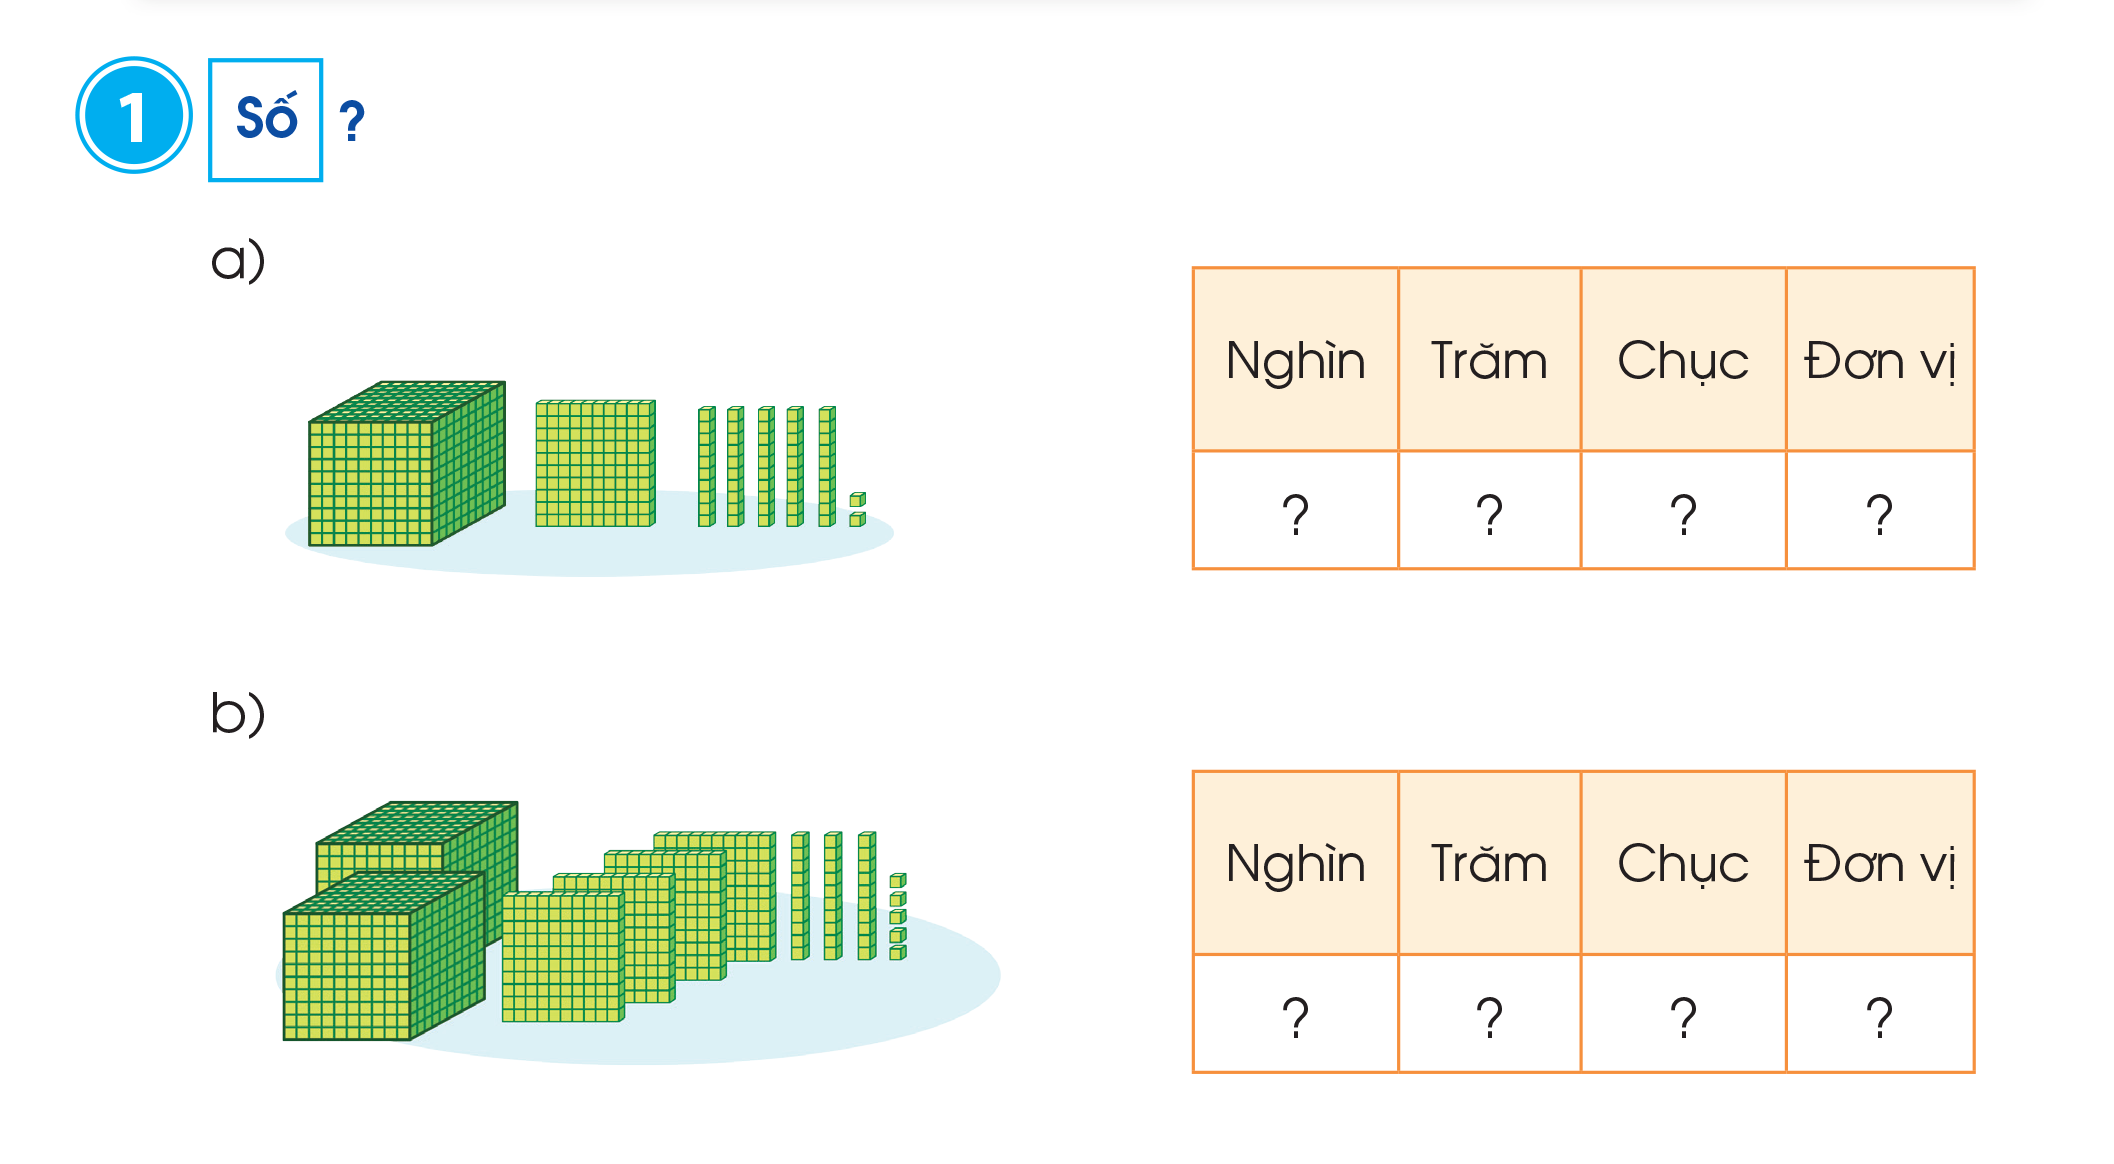 1 Số ?
a)
Nghìn Trăm Chục Đơn vị
? ? ? ?
b)
Nghìn Trăm Chục Đơn vị
? ? ? ?